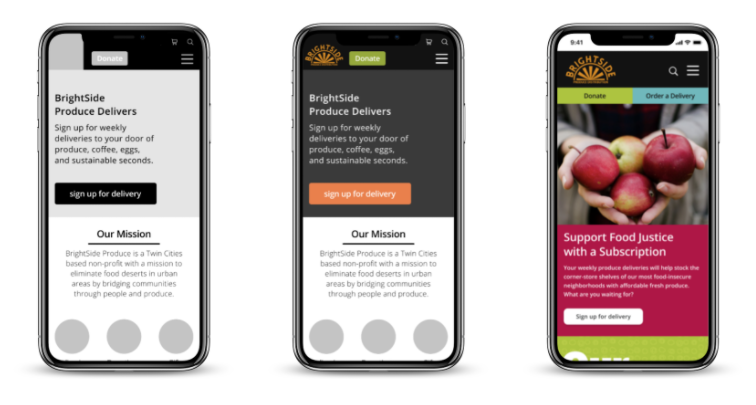 Donate
BrightSide
Produce Delivers
Sign up for weekly
deliveries to your door of
produce, coffee, eggs,
and sustainable seconds.
sign up for delivery
Our Mission
BrightSide Produce is a Twin Cities
based non-profit with a mission to
eliminate food deserts in urban
areas by bridging communities
through people and produce.
BRIGHTSIDE
Donate
BrightSide
Produce Delivers
Sign up for weekly
deliveries to your door of
produce, coffee, eggs,
and sustainable seconds.
sign up for delivery
Our Mission
BrightSide Produce is a Twin Cities
based non-profit with a mission to
eliminate food deserts in urban
areas by bridging communities
through people and produce.
9:41
BRIGHTSIDE
Donate
Order a Delivery
Support Food Justice
with a Subscription
Your weekly produce deliveries will help stock the
corner-store shelves of our most food-insecure
neighborhoods with affordable fresh produce.
What are you waiting for?
Sign up for delivery